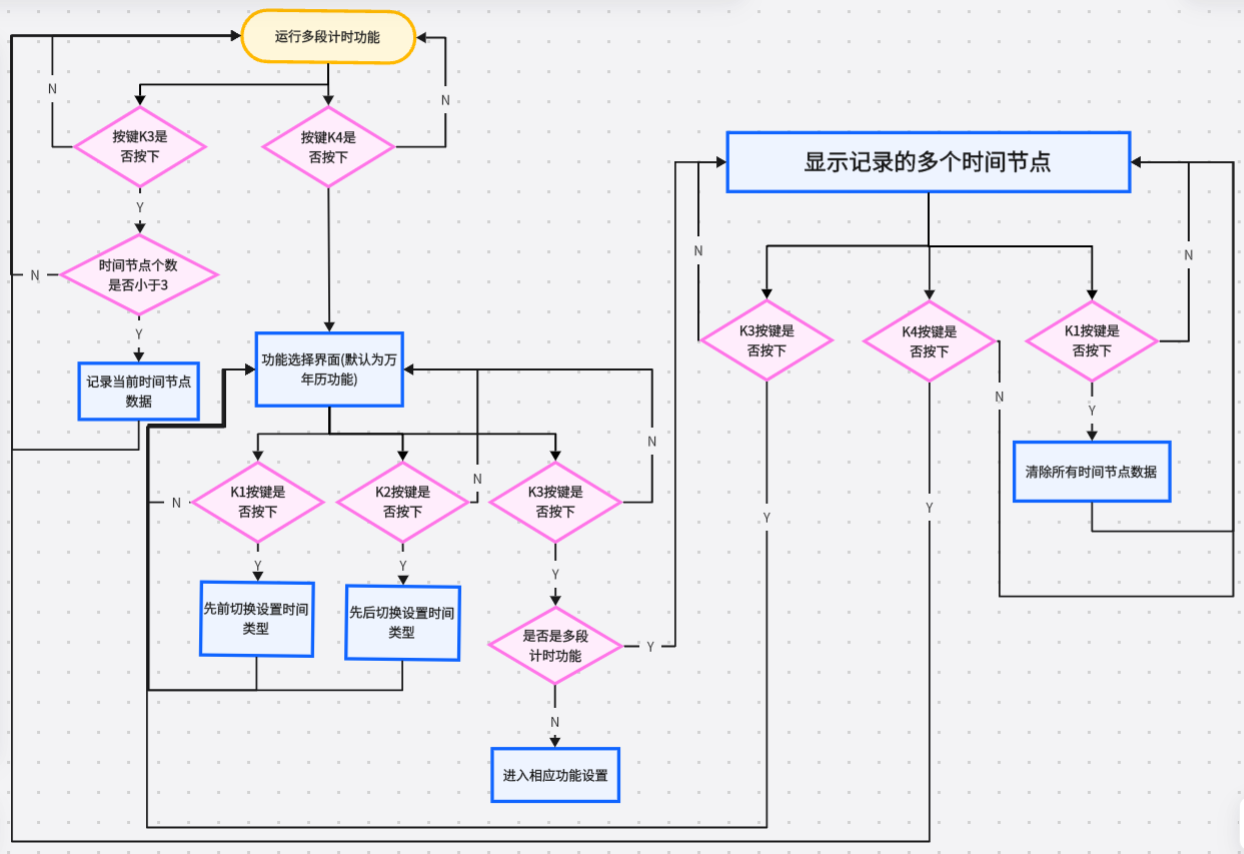 运行多段计时功能
N
N
按键K3是
否按下
按键K4是
否按下
Y
时间节点个数
是否小于3
N
Y
记录当前时间节点
数据
功能选择界面(默认为万
年历功能)
N
N
K1按键是
否按下
K2按键是
否按下
K3按键是
否按下
N
Y
Y
Y
先前切换设置时间
类型
先后切换设置时间
类型
是否是多段
计时功能
Y
N
进入相应功能设置
显示记录的多个时间节点
N
N
K3按键是
否按下
K4按键是
否按下
K1按键是
否按下
N
Y
清除所有时间节点数据
Y
Y